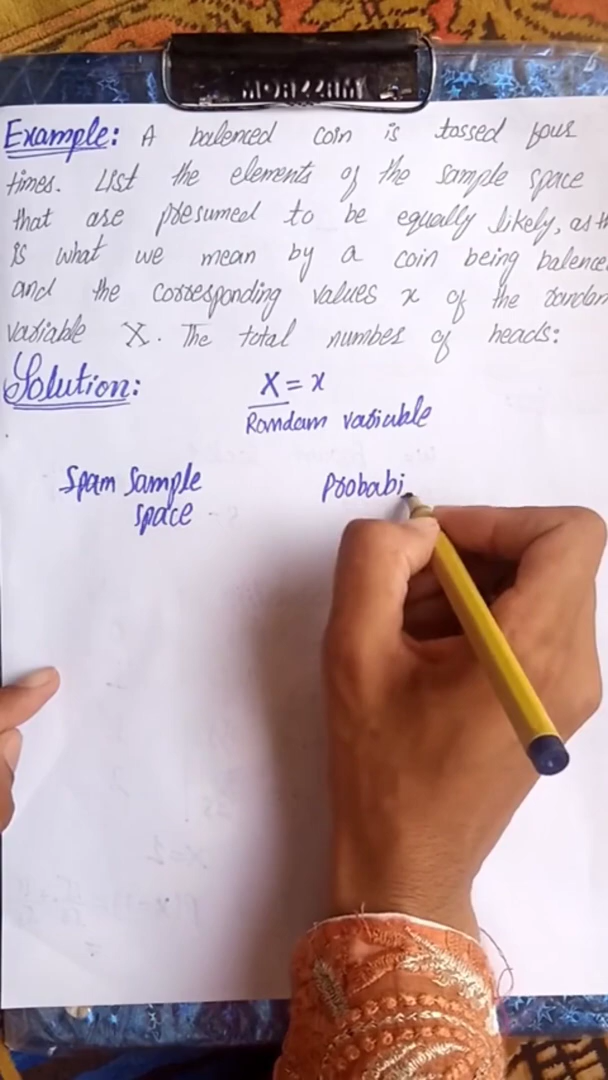 MOAZZAM
Example: A balenced coin is tossed four
times. List the elements of the sample space
that are presumed to be equally likely, as th
is what we mean by a coin being balence
and the corresponding values x of the random
variable X. The total number of heads:
Solution: X = x
Random variable
Spam Sample Probabi
space